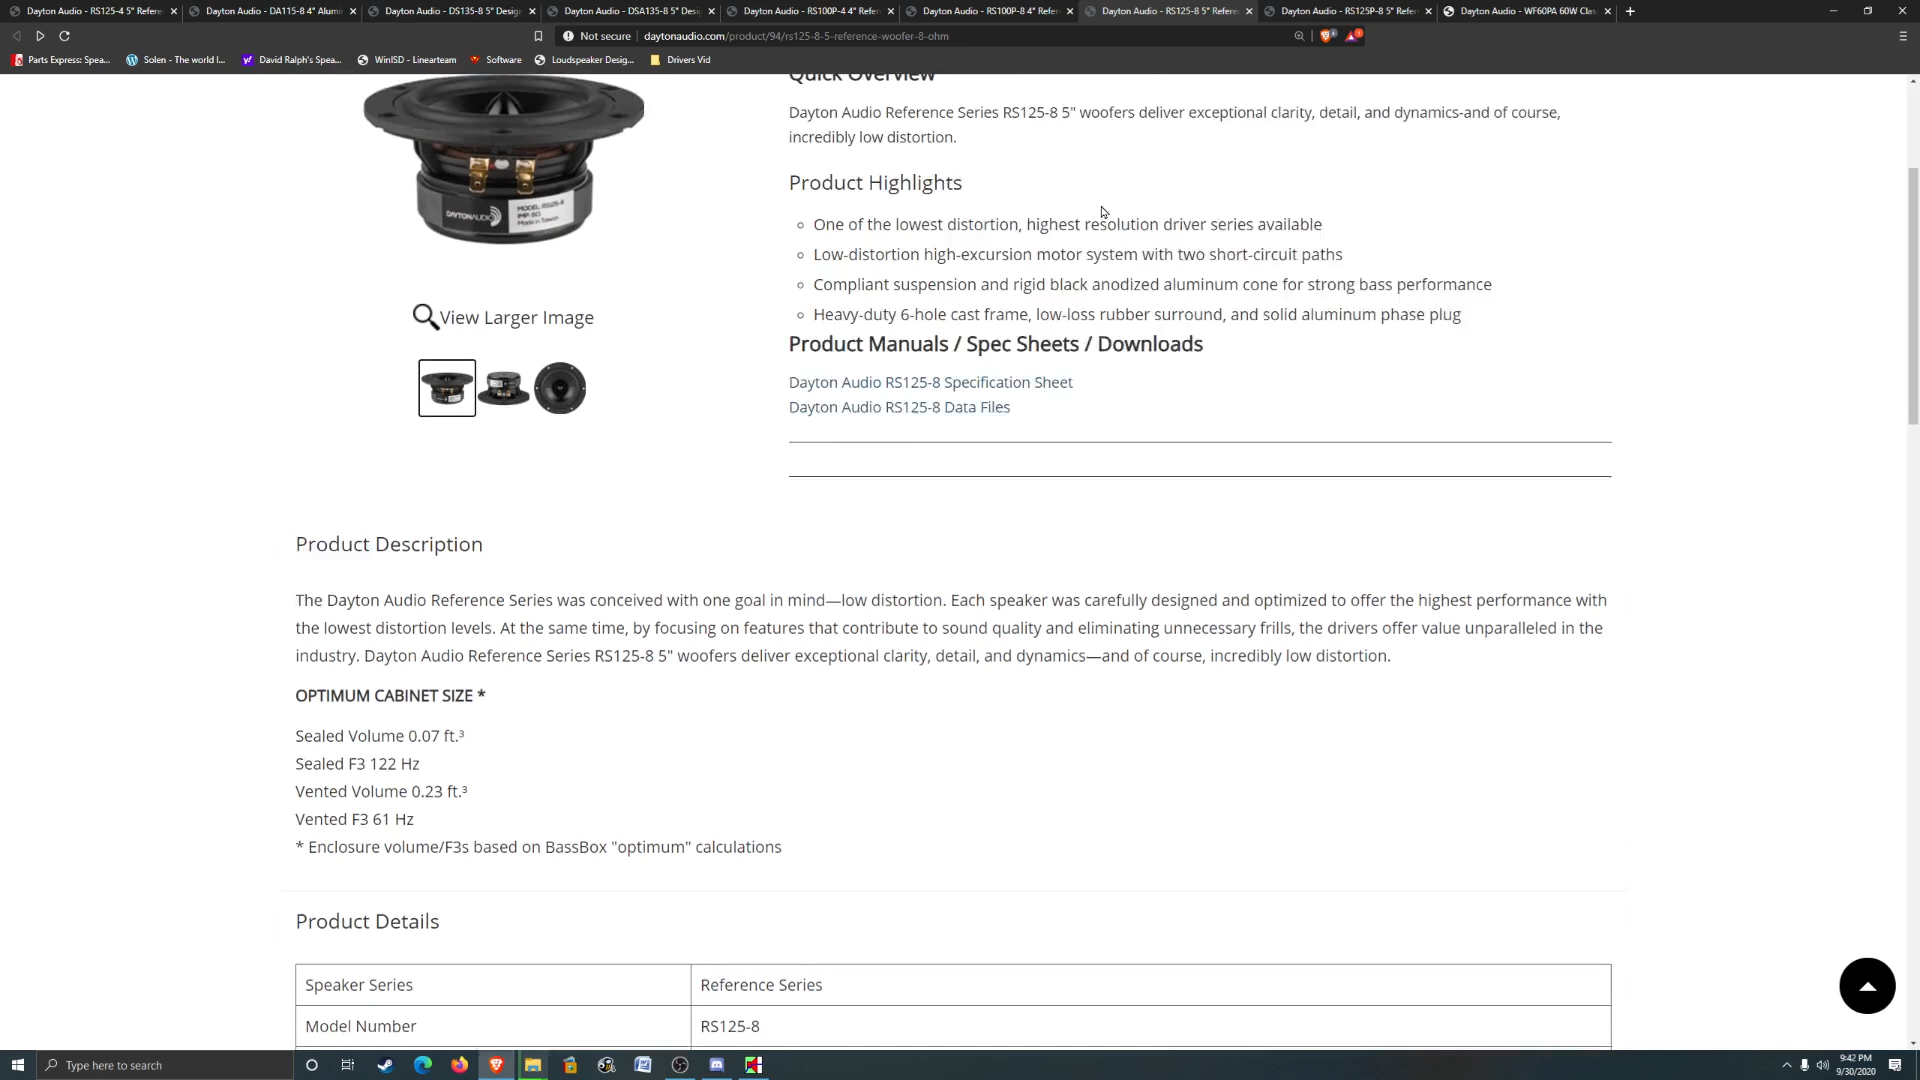 Dayton Audio - RS125-4 5" Refere
Dayton Audio - DA115-8 4" Alumi
Dayton Audio - DS135-8 5" Desig
Dayton Audio - DSA135-8 5" Desi
Dayton Audio - RS100P-4 4" Refe
Dayton Audio - RS100P-8 4" Refe
Dayton Audio - RS125-8 5" Refere
Dayton Audio - RS125P-8 5" Refer
Dayton Audio - WF60PA 60W Clas
Not secure | daytonaudio.com/product/94/rs125-8-5-reference-woofer-8-ohm
Parts Express: Spea...
Solen - The world l...
David Ralph's Spea...
WinISD - Linearteam
Software
Loudspeaker Desig...
Drivers Vid
Quick Overview
Dayton Audio Reference Series RS125-8 5" woofers deliver exceptional clarity, detail, and dynamics-and of course,
incredibly low distortion.
Product Highlights
One of the lowest distortion, highest resolution driver series available
Low-distortion high-excursion motor system with two short-circuit paths
Compliant suspension and rigid black anodized aluminum cone for strong bass performance
Heavy-duty 6-hole cast frame, low-loss rubber surround, and solid aluminum phase plug
DAYTONAUDIO
MODEL RS125-8
IMP: 8Ω
Made in Taiwan
View Larger Image
Product Manuals / Spec Sheets / Downloads
Dayton Audio RS125-8 Specification Sheet
Dayton Audio RS125-8 Data Files
Product Description
The Dayton Audio Reference Series was conceived with one goal in mind—low distortion. Each speaker was carefully designed and optimized to offer the highest performance with
the lowest distortion levels. At the same time, by focusing on features that contribute to sound quality and eliminating unnecessary frills, the drivers offer value unparalleled in the
industry. Dayton Audio Reference Series RS125-8 5" woofers deliver exceptional clarity, detail, and dynamics—and of course, incredibly low distortion.
OPTIMUM CABINET SIZE *
Sealed Volume 0.07 ft.³
Sealed F3 122 Hz
Vented Volume 0.23 ft.³
Vented F3 61 Hz
* Enclosure volume/F3s based on BassBox "optimum" calculations
Product Details
Speaker Series Reference Series
Model Number RS125-8
Type here to search
9:42 PM
9/30/2020